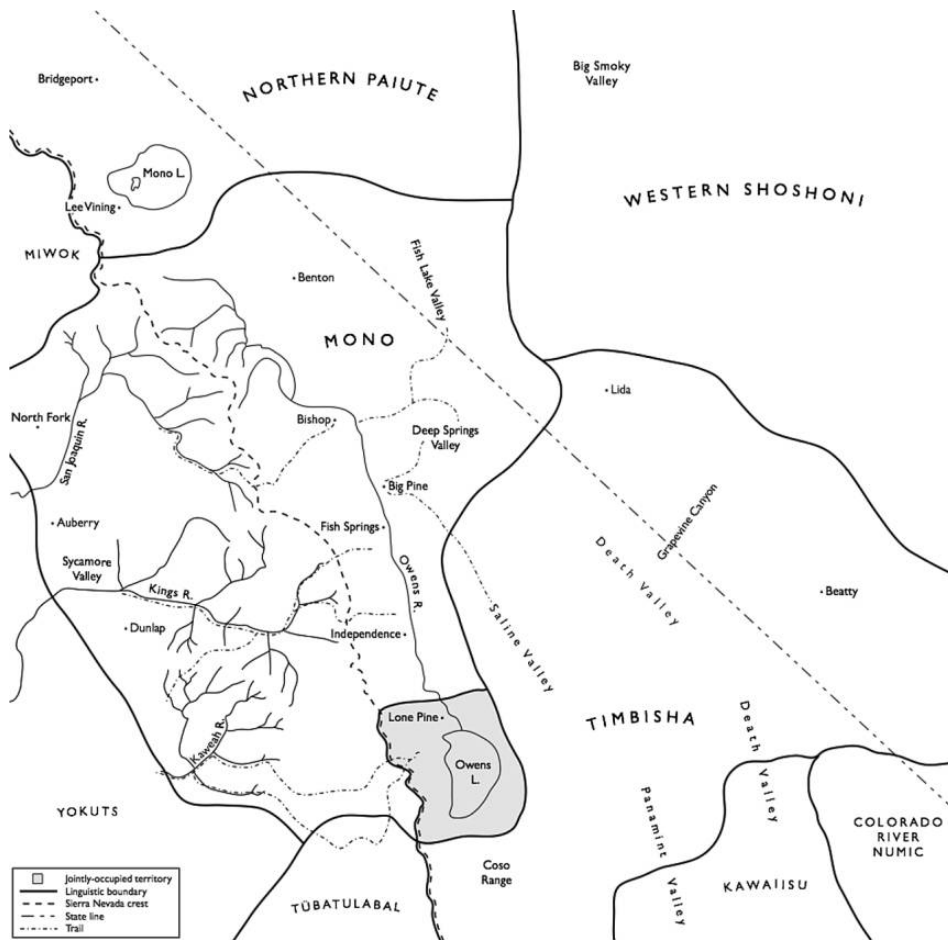 Bridgeport
NORTHERN PAIUTE
Big Smoky
Valley
Mono L.
Lee Vining
WESTERN SHOSHONI
MIWOK
Benton
Fish Lake Valley
MONO
Lida
North Fork
San Joaquin R.
Bishop
Deep Springs
Valley
Big Pine
Auberry
Fish Springs
Grapevine Canyon
Death Valley
Sycamore
Valley
Kings R.
Owens R.
Beatty
Dunlap
Independence
Saline Valley
Lone Pine
TIMBISHA
Death Valley
Kaweah R.
Owens
L.
YOKUTS
Panamint Valley
COLORADO
RIVER
NUMIC
Coso
Range
KAWAIISU
TÜBATULABAL
Jointly-occupied territory
Linguistic boundary
Sierra Nevada crest
State line
Trail